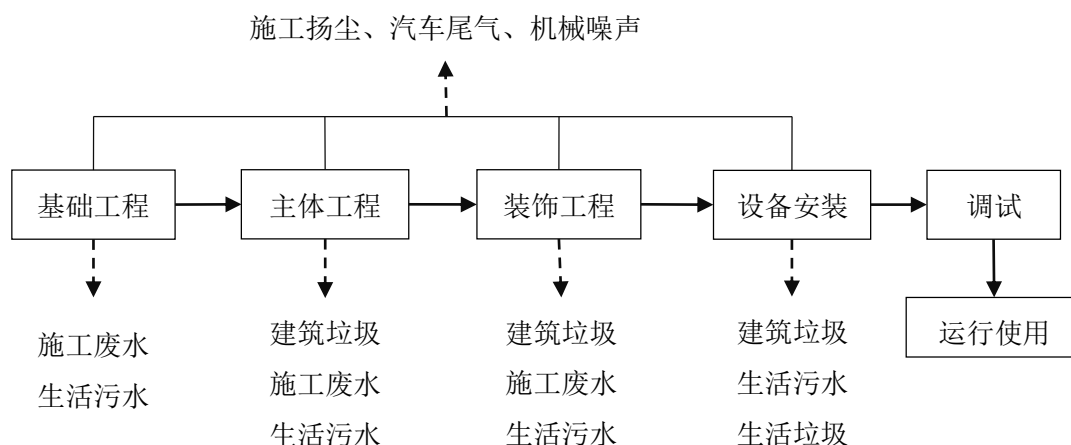 施工扬尘、汽车尾气、机械噪声
基础工程
主体工程
装饰工程
设备安装
调试
施工废水
生活污水
建筑垃圾
施工废水
生活污水
建筑垃圾
施工废水
生活污水
建筑垃圾
生活污水
生活垃圾
运行使用